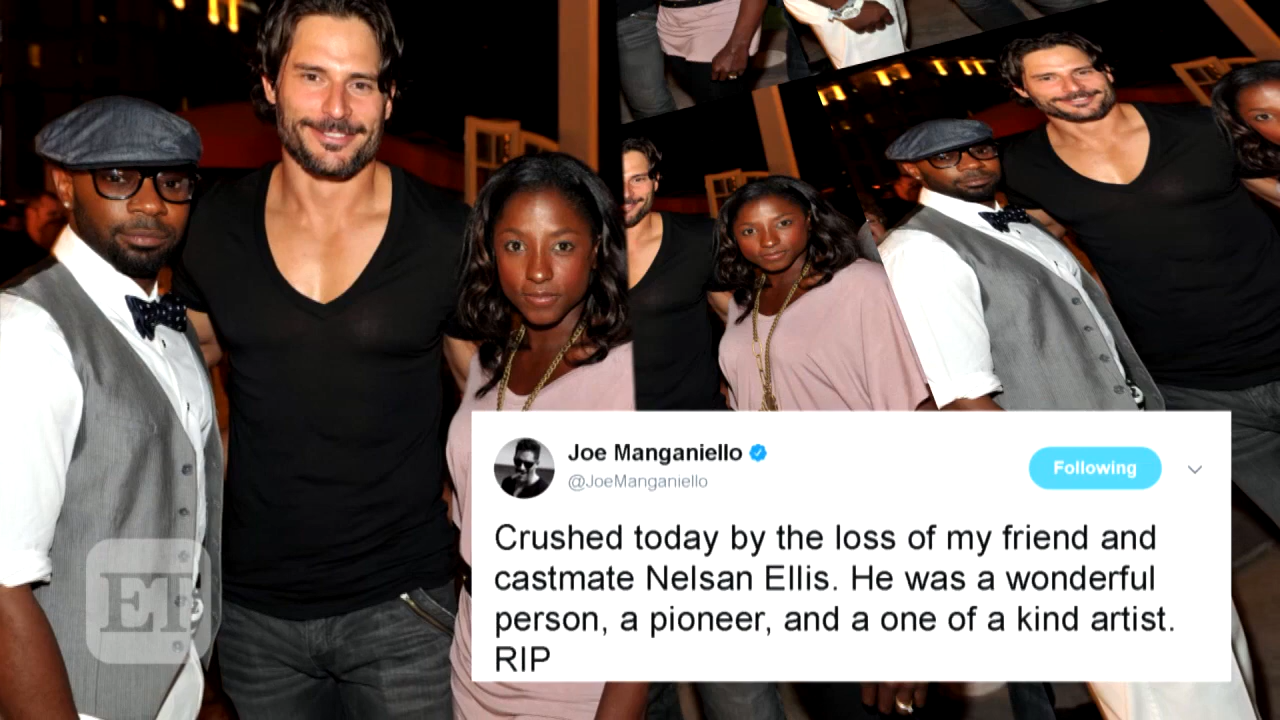 Joe Manganiello
@JoeManganiello
Following
Crushed today by the loss of my friend and
castmate Nelsan Ellis. He was a wonderful
person, a pioneer, and a one of a kind artist.
RIP
ET